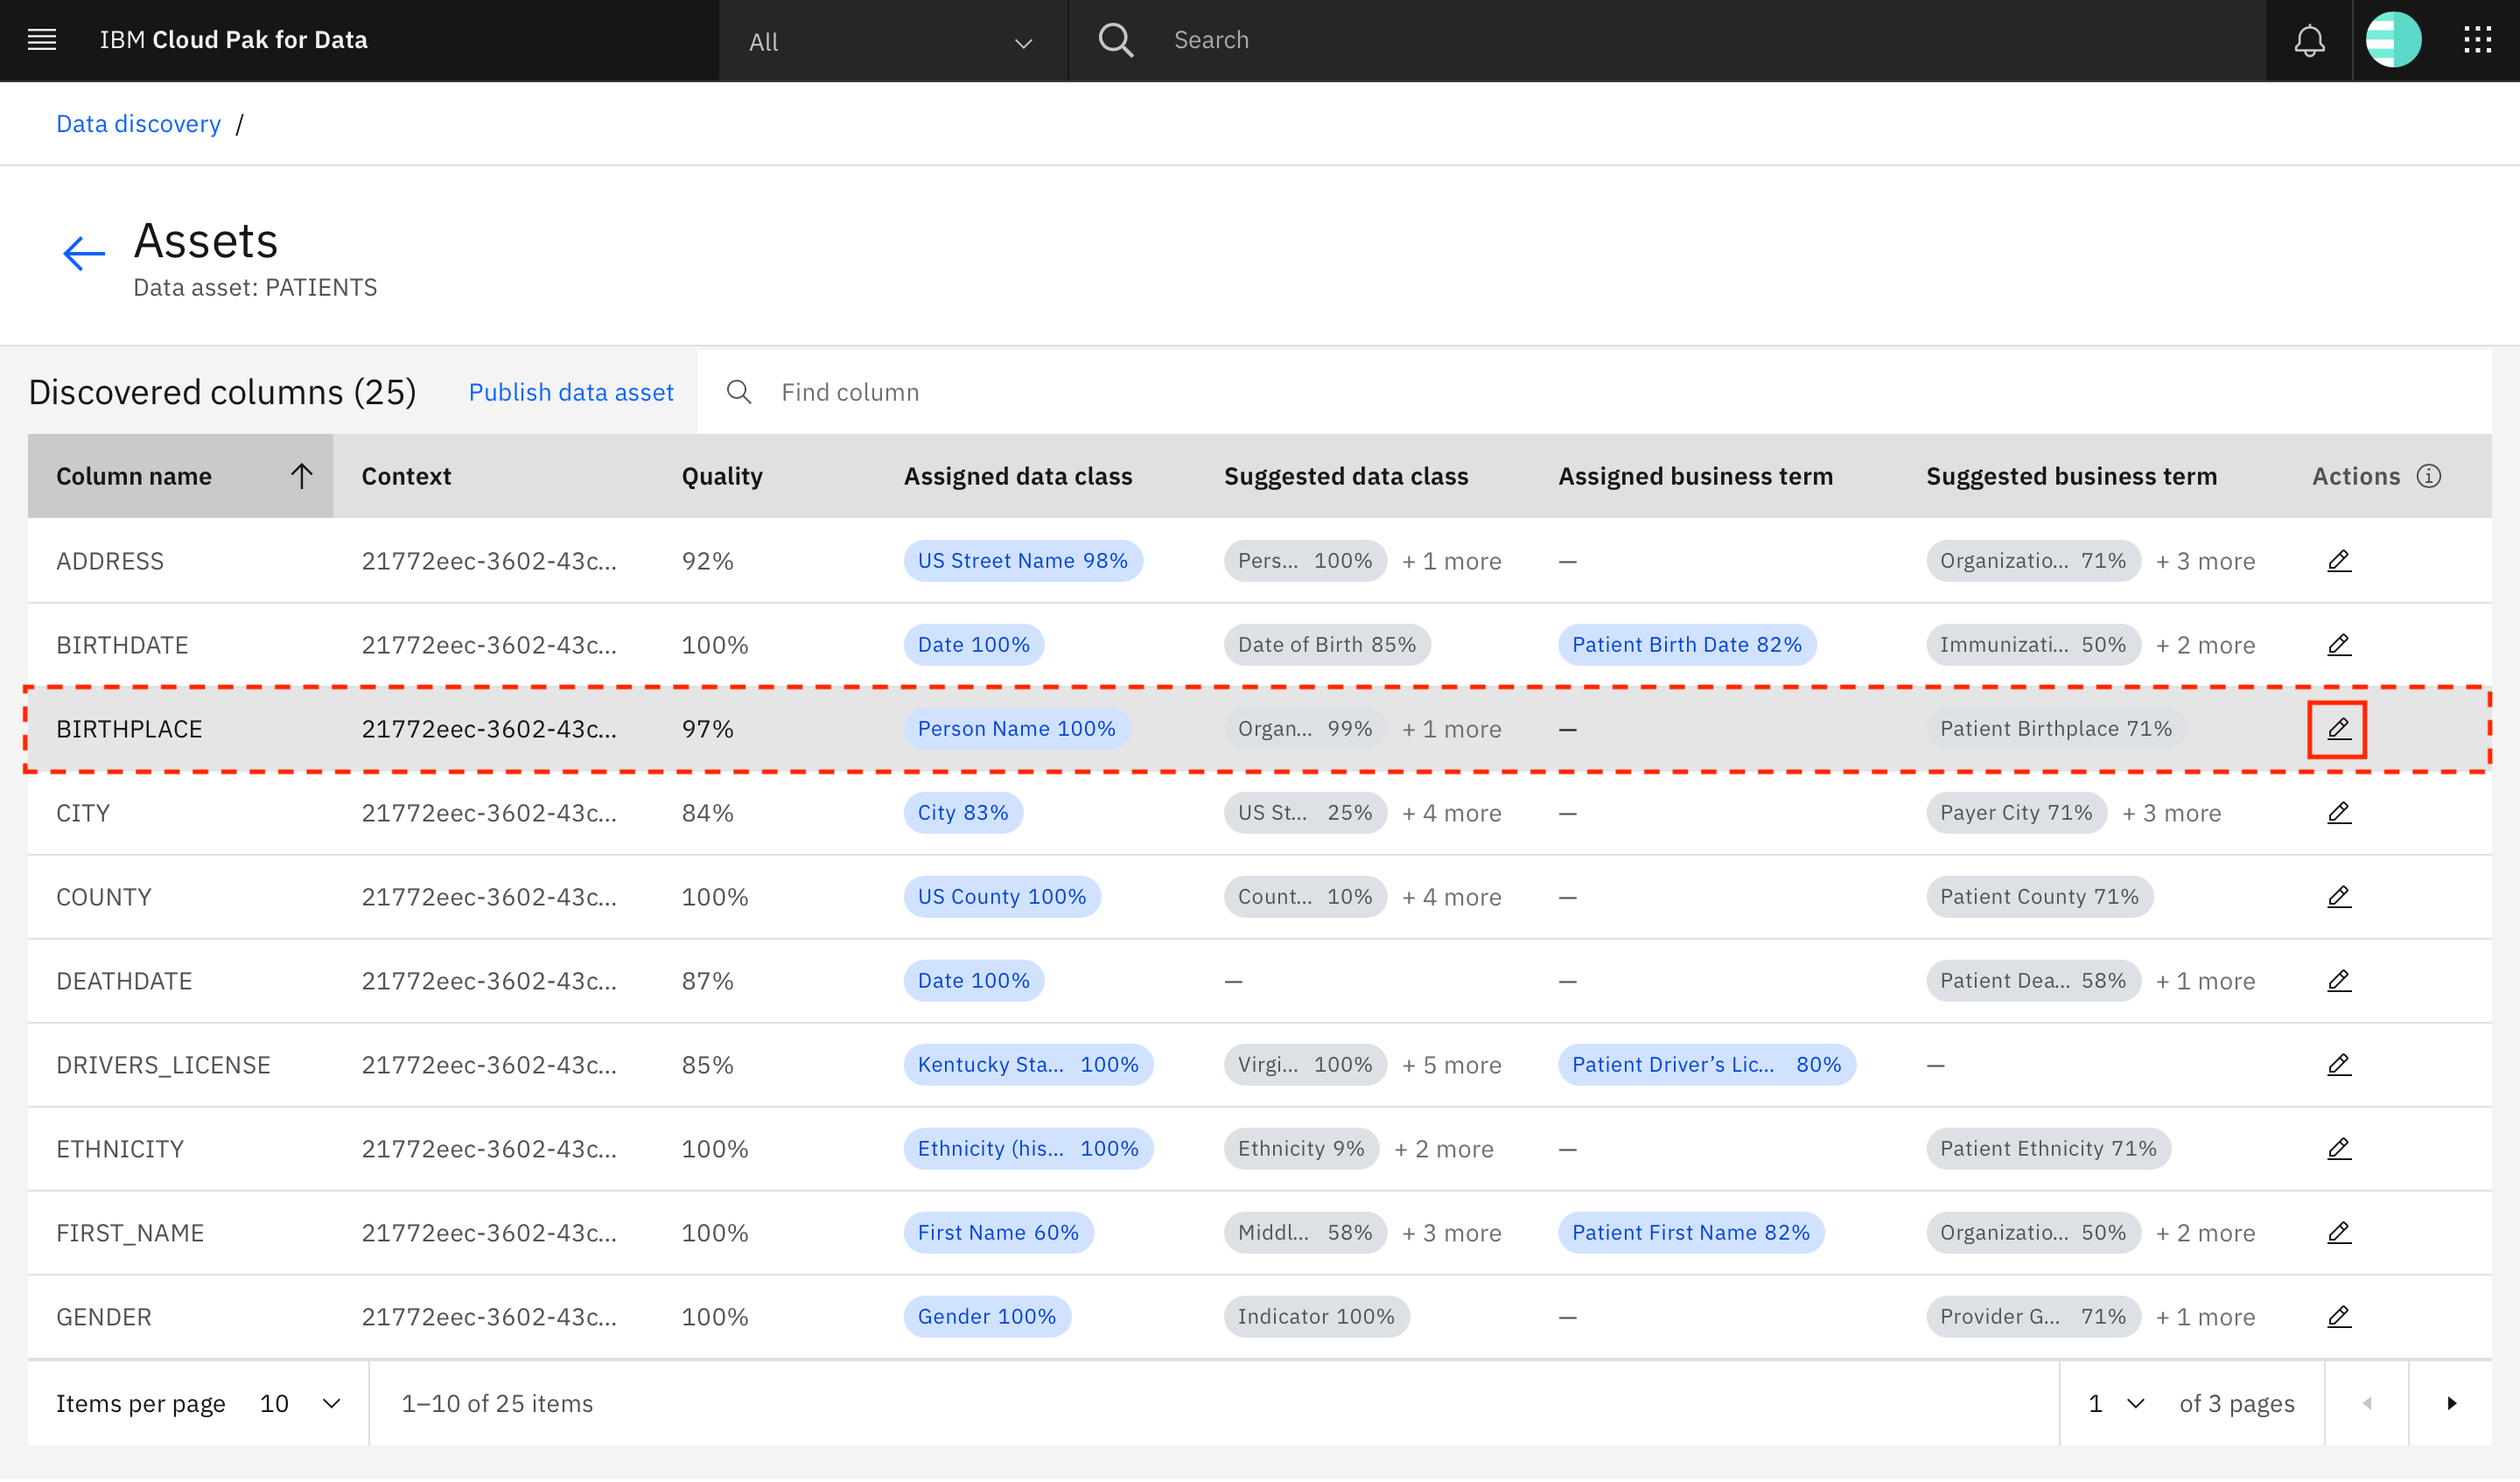 IBM Cloud Pak for Data All Search
Data discovery /
Assets
Data asset: PATIENTS
Discovered columns (25) Publish data asset Find column
Column name Context Quality Assigned data class Suggested data class Assigned business term Suggested business term Actions
ADDRESS 21772eec-3602-43c... 92% US Street Name 98% Pers... 100% + 1 more — Organizatio... 71% + 3 more
BIRTHDATE 21772eec-3602-43c... 100% Date 100% Date of Birth 85% Patient Birth Date 82% Immunizati... 50% + 2 more
BIRTHPLACE 21772eec-3602-43c... 97% Person Name 100% Organ... 99% + 1 more — Patient Birthplace 71%
CITY 21772eec-3602-43c... 84% City 83% US St... 25% + 4 more — Payer City 71% + 3 more
COUNTY 21772eec-3602-43c... 100% US County 100% Count... 10% + 4 more — Patient County 71%
DEATHDATE 21772eec-3602-43c... 87% Date 100% — — Patient Dea... 58% + 1 more
DRIVERS_LICENSE 21772eec-3602-43c... 85% Kentucky Sta... 100% Virgi... 100% + 5 more Patient Driver’s Lic... 80% —
ETHNICITY 21772eec-3602-43c... 100% Ethnicity (his... 100% Ethnicity 9% + 2 more — Patient Ethnicity 71%
FIRST_NAME 21772eec-3602-43c... 100% First Name 60% Middl... 58% + 3 more Patient First Name 82% Organizatio... 50% + 2 more
GENDER 21772eec-3602-43c... 100% Gender 100% Indicator 100% — Provider G... 71% + 1 more
Items per page 10 1–10 of 25 items 1 of 3 pages